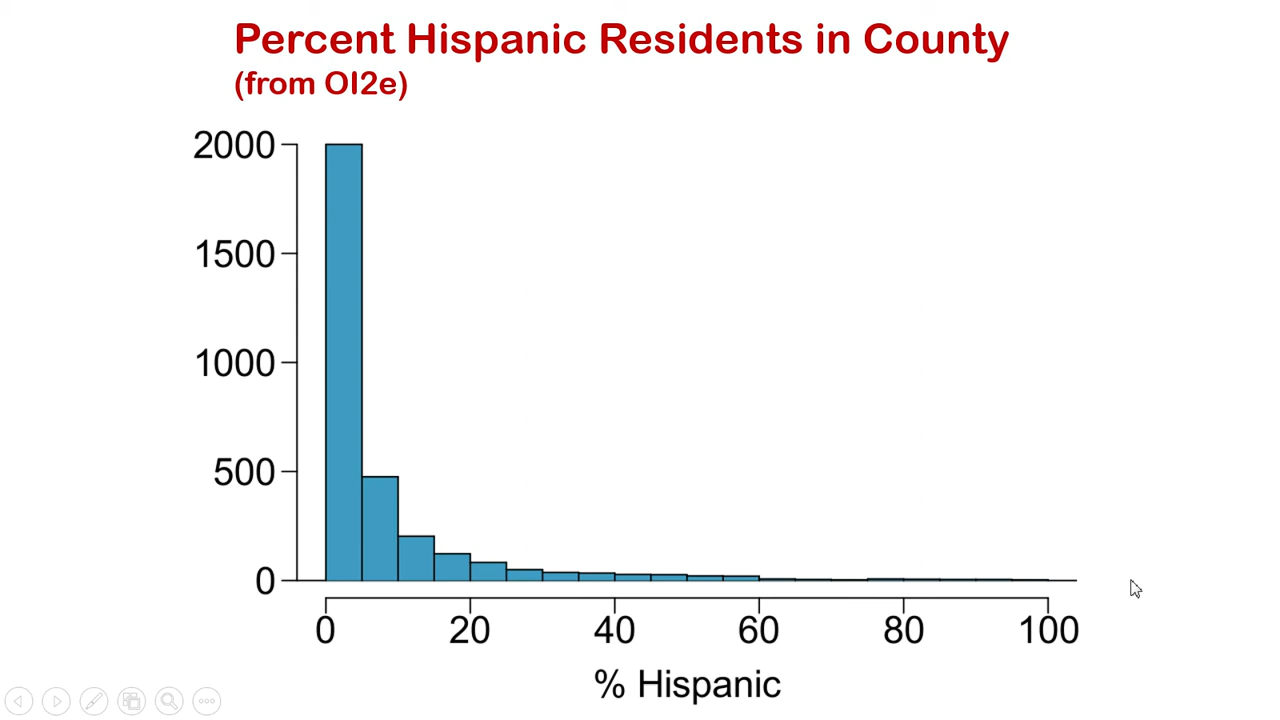 Percent Hispanic Residents in County
(from OI2e)
2000
1500
1000
500
0
0 20 40 60 80 100
% Hispanic